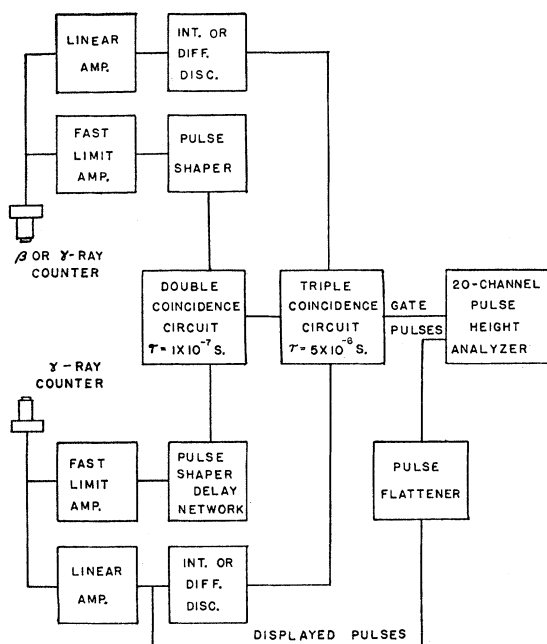 LINEAR
AMP.
INT. OR
DIFF.
DISC.
FAST
LIMIT
AMP.
PULSE
SHAPER
β OR γ-RAY
COUNTER
DOUBLE
COINCIDENCE
CIRCUIT
τ = 1X10⁻⁷ S.
TRIPLE
COINCIDENCE
CIRCUIT
τ = 5X10⁻⁶ S.
GATE
PULSES
20-CHANNEL
PULSE
HEIGHT
ANALYZER
γ-RAY
COUNTER
FAST
LIMIT
AMP.
PULSE
SHAPER
DELAY
NETWORK
PULSE
FLATTENER
LINEAR
AMP.
INT. OR
DIFF.
DISC.
DISPLAYED PULSES